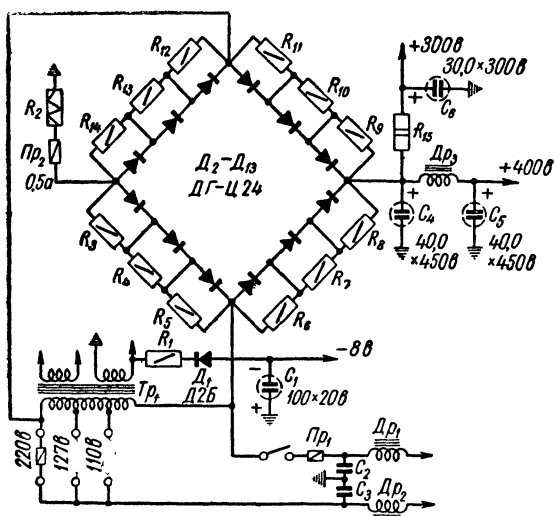 R₁₂
R₁₁
+300в
30,0×300в
+
C₆
R₁₃
R₁₀
R₂
R₁₄
R₉
R₁₅
Пр₂
0,5а
Д₂–Д₁₃
ДГ-Ц24
Др₃
+400в
+
+
R₃
C₄
C₅
R₈
40,0
×450в
40,0
×450в
R₄
R₇
R₅
R₆
R₁
–8в
Д₁
Д2Б
–
C₁
+
100×20в
Тр₁
220в
127в
110в
Пр₁
Др₁
C₂
C₃
Др₂